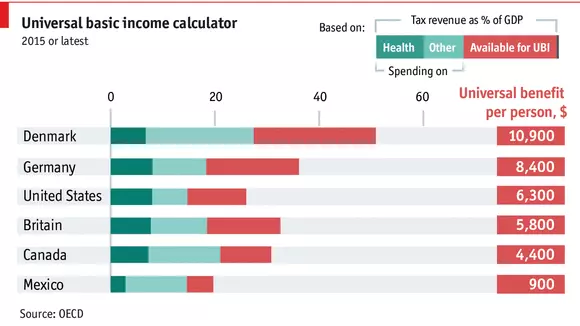 Universal basic income calculator
2015 or latest
Based on:
Tax revenue as % of GDP
Health Other Available for UBI
Spending on
Universal benefit
per person, $
0 20 40 60
Denmark 10,900
Germany 8,400
United States 6,300
Britain 5,800
Canada 4,400
Mexico 900
Source: OECD